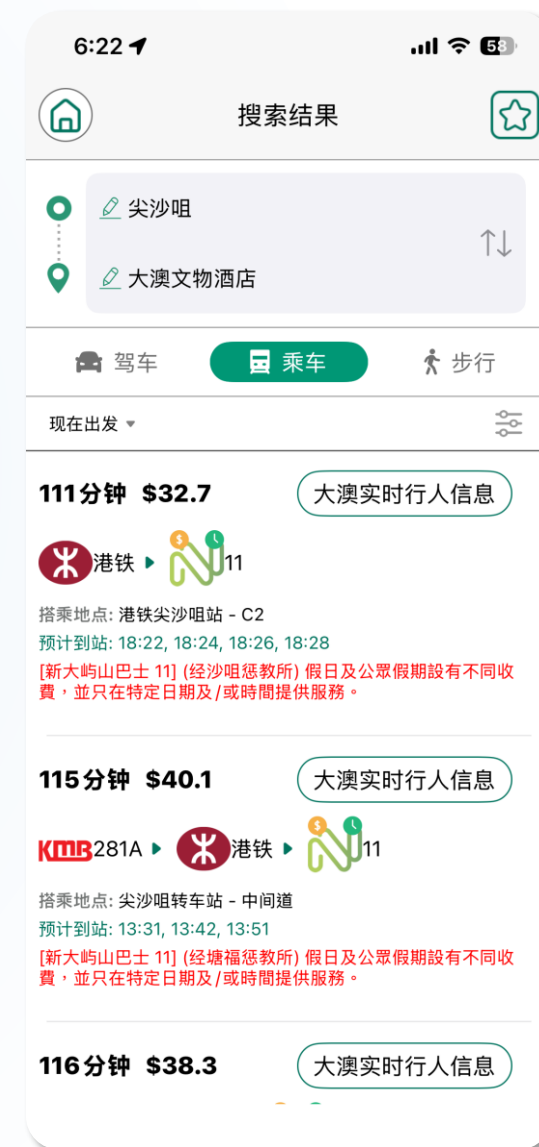 6:22
58
搜索结果
尖沙咀
大澳文物酒店
驾车 乘车 步行
现在出发
111分钟 $32.7 大澳实时行人信息
港铁 11
搭乘地点: 港铁尖沙咀站 - C2
预计到站: 18:22, 18:24, 18:26, 18:28
[新大屿山巴士 11] (经沙咀惩教所) 假日及公眾假期設有不同收
費，並只在特定日期及/或時間提供服務。
115分钟 $40.1 大澳实时行人信息
KMB 281A 港铁 11
搭乘地点: 尖沙咀转车站 - 中间道
预计到站: 13:31, 13:42, 13:51
[新大屿山巴士 11] (经塘福惩教所) 假日及公眾假期設有不同收
費，並只在特定日期及/或時間提供服務。
116分钟 $38.3 大澳实时行人信息